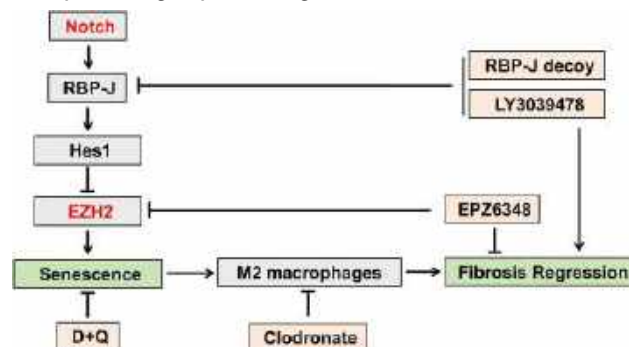 Notch
RBP-J decoy
RBP-J
LY3039478
Hes1
EZH2
EPZ6348
Senescence
M2 macrophages
Fibrosis Regression
D+Q
Clodronate